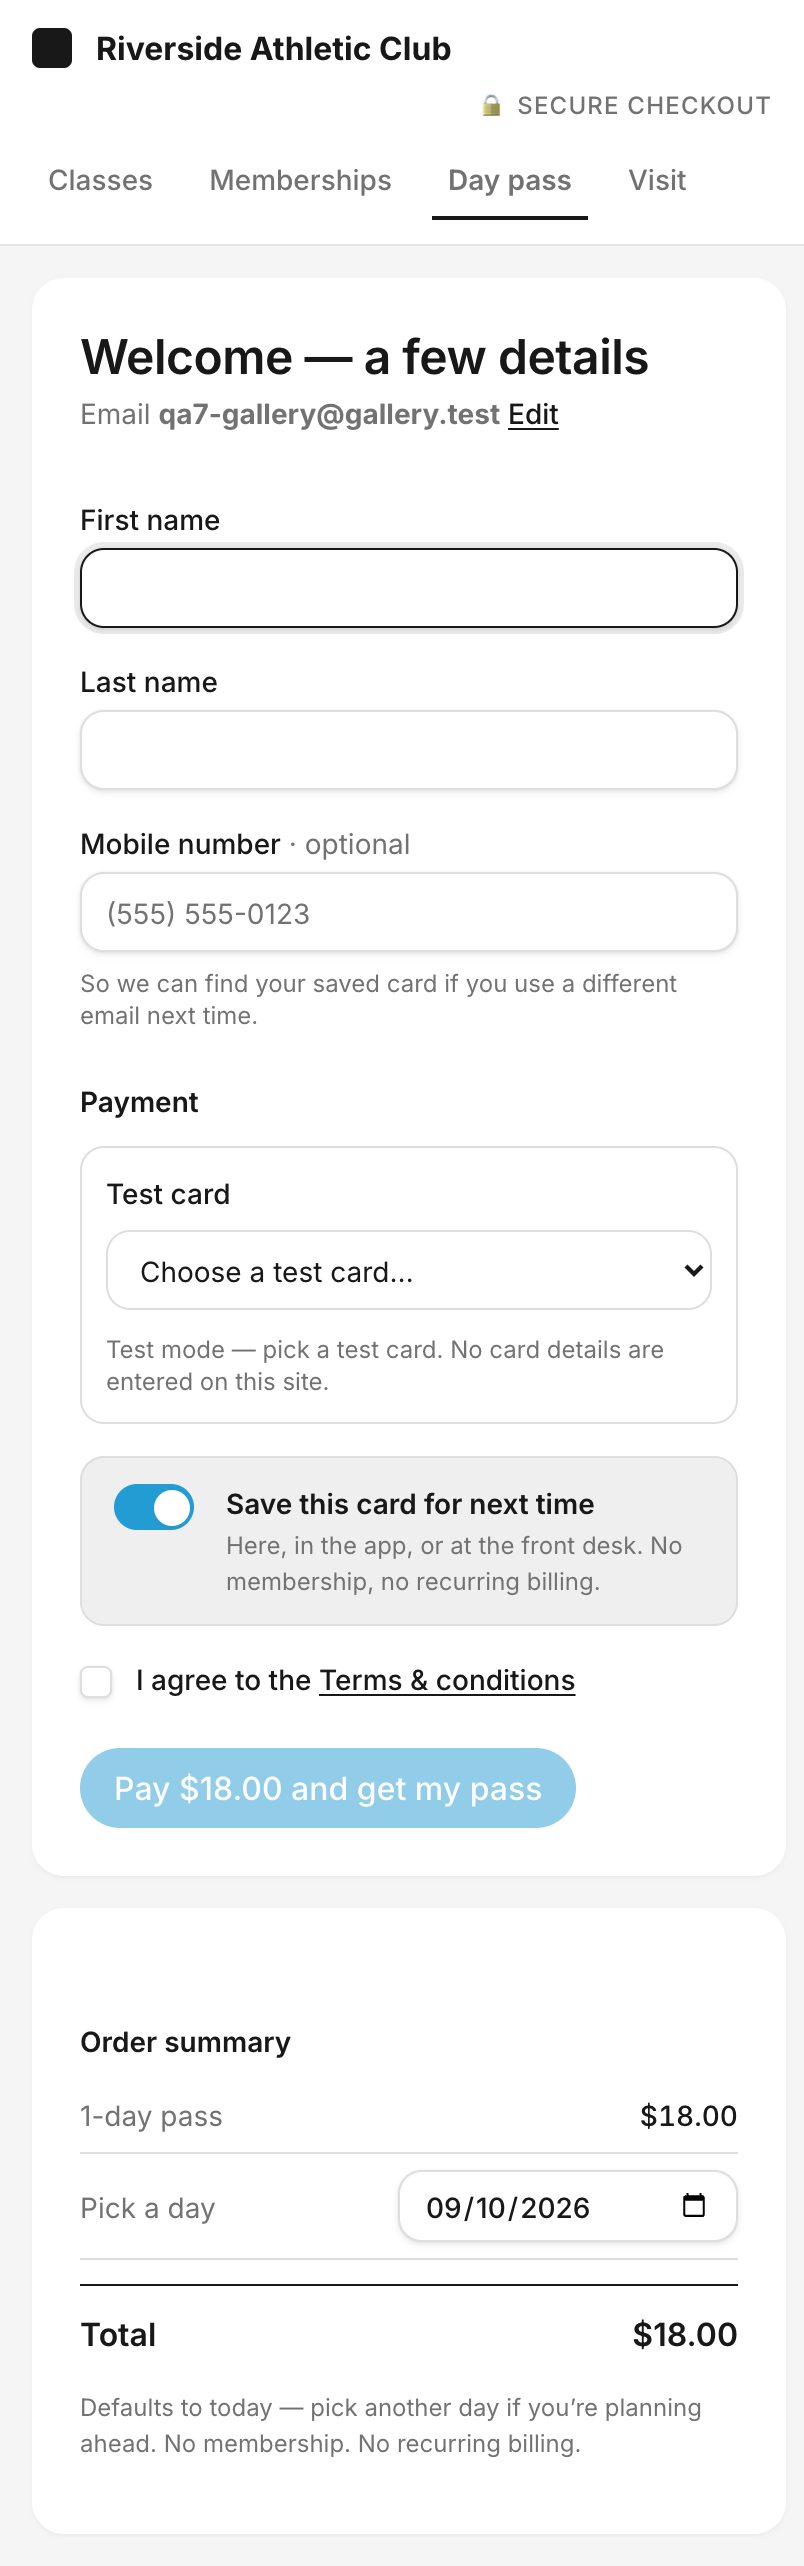 Riverside Athletic Club
🔒 SECURE CHECKOUT
Classes Memberships Day pass Visit
Welcome — a few details
Email qa7-gallery@gallery.test Edit
First name
Last name
Mobile number · optional
(555) 555-0123
So we can find your saved card if you use a different
email next time.
Payment
Test card
Choose a test card...
Test mode — pick a test card. No card details are
entered on this site.
Save this card for next time
Here, in the app, or at the front desk. No
membership, no recurring billing.
I agree to the Terms & conditions
Pay $18.00 and get my pass
Order summary
1-day pass $18.00
Pick a day 09/10/2026
Total $18.00
Defaults to today — pick another day if you’re planning
ahead. No membership. No recurring billing.